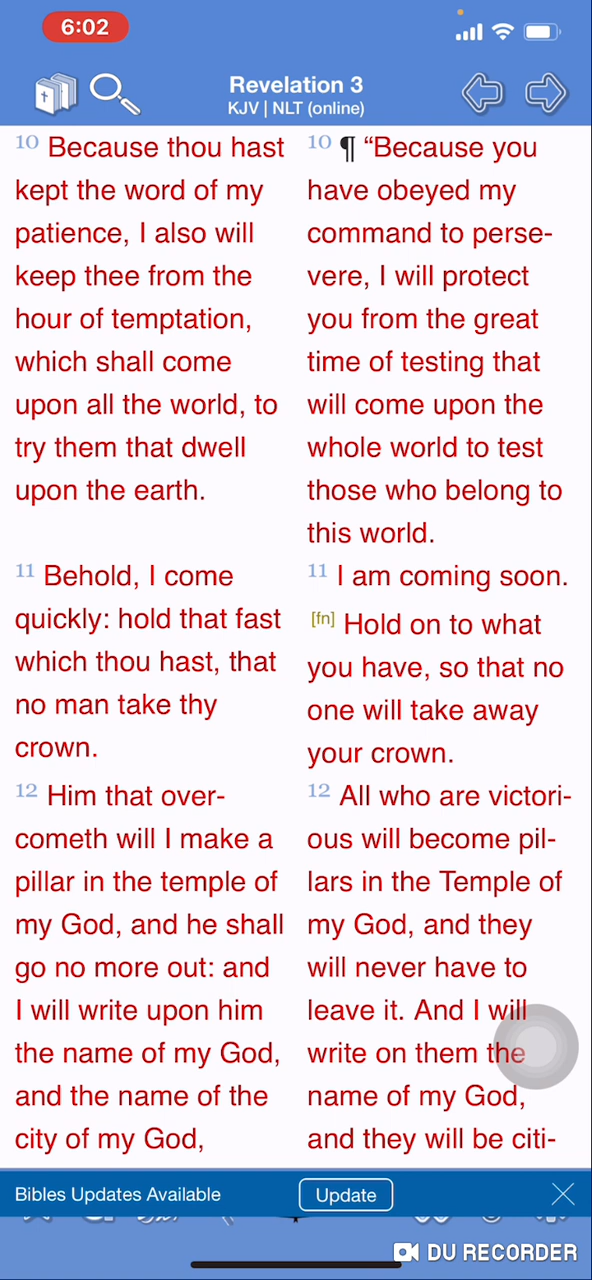 6:02
Revelation 3
KJV | NLT (online)
10 Because thou hast
kept the word of my
patience, I also will
keep thee from the
hour of temptation,
which shall come
upon all the world, to
try them that dwell
upon the earth.
11 Behold, I come
quickly: hold that fast
which thou hast, that
no man take thy
crown.
12 Him that over-
cometh will I make a
pillar in the temple of
my God, and he shall
go no more out: and
I will write upon him
the name of my God,
and the name of the
city of my God,
10 ¶ “Because you
have obeyed my
command to perse-
vere, I will protect
you from the great
time of testing that
will come upon the
whole world to test
those who belong to
this world.
11 I am coming soon.
[fn] Hold on to what
you have, so that no
one will take away
your crown.
12 All who are victori-
ous will become pil-
lars in the Temple of
my God, and they
will never have to
leave it. And I will
write on them the
name of my God,
and they will be citi-
Bibles Updates Available
Update
DU RECORDER